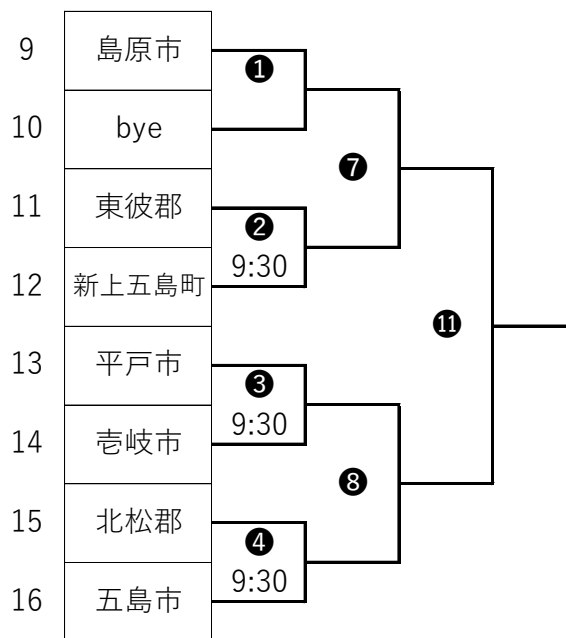 9 島原市
❶
10 bye
❼
11 東彼郡
❷
9:30
12 新上五島町
⓫
13 平戸市
❸
9:30
14 壱岐市
❽
15 北松郡
❹
9:30
16 五島市